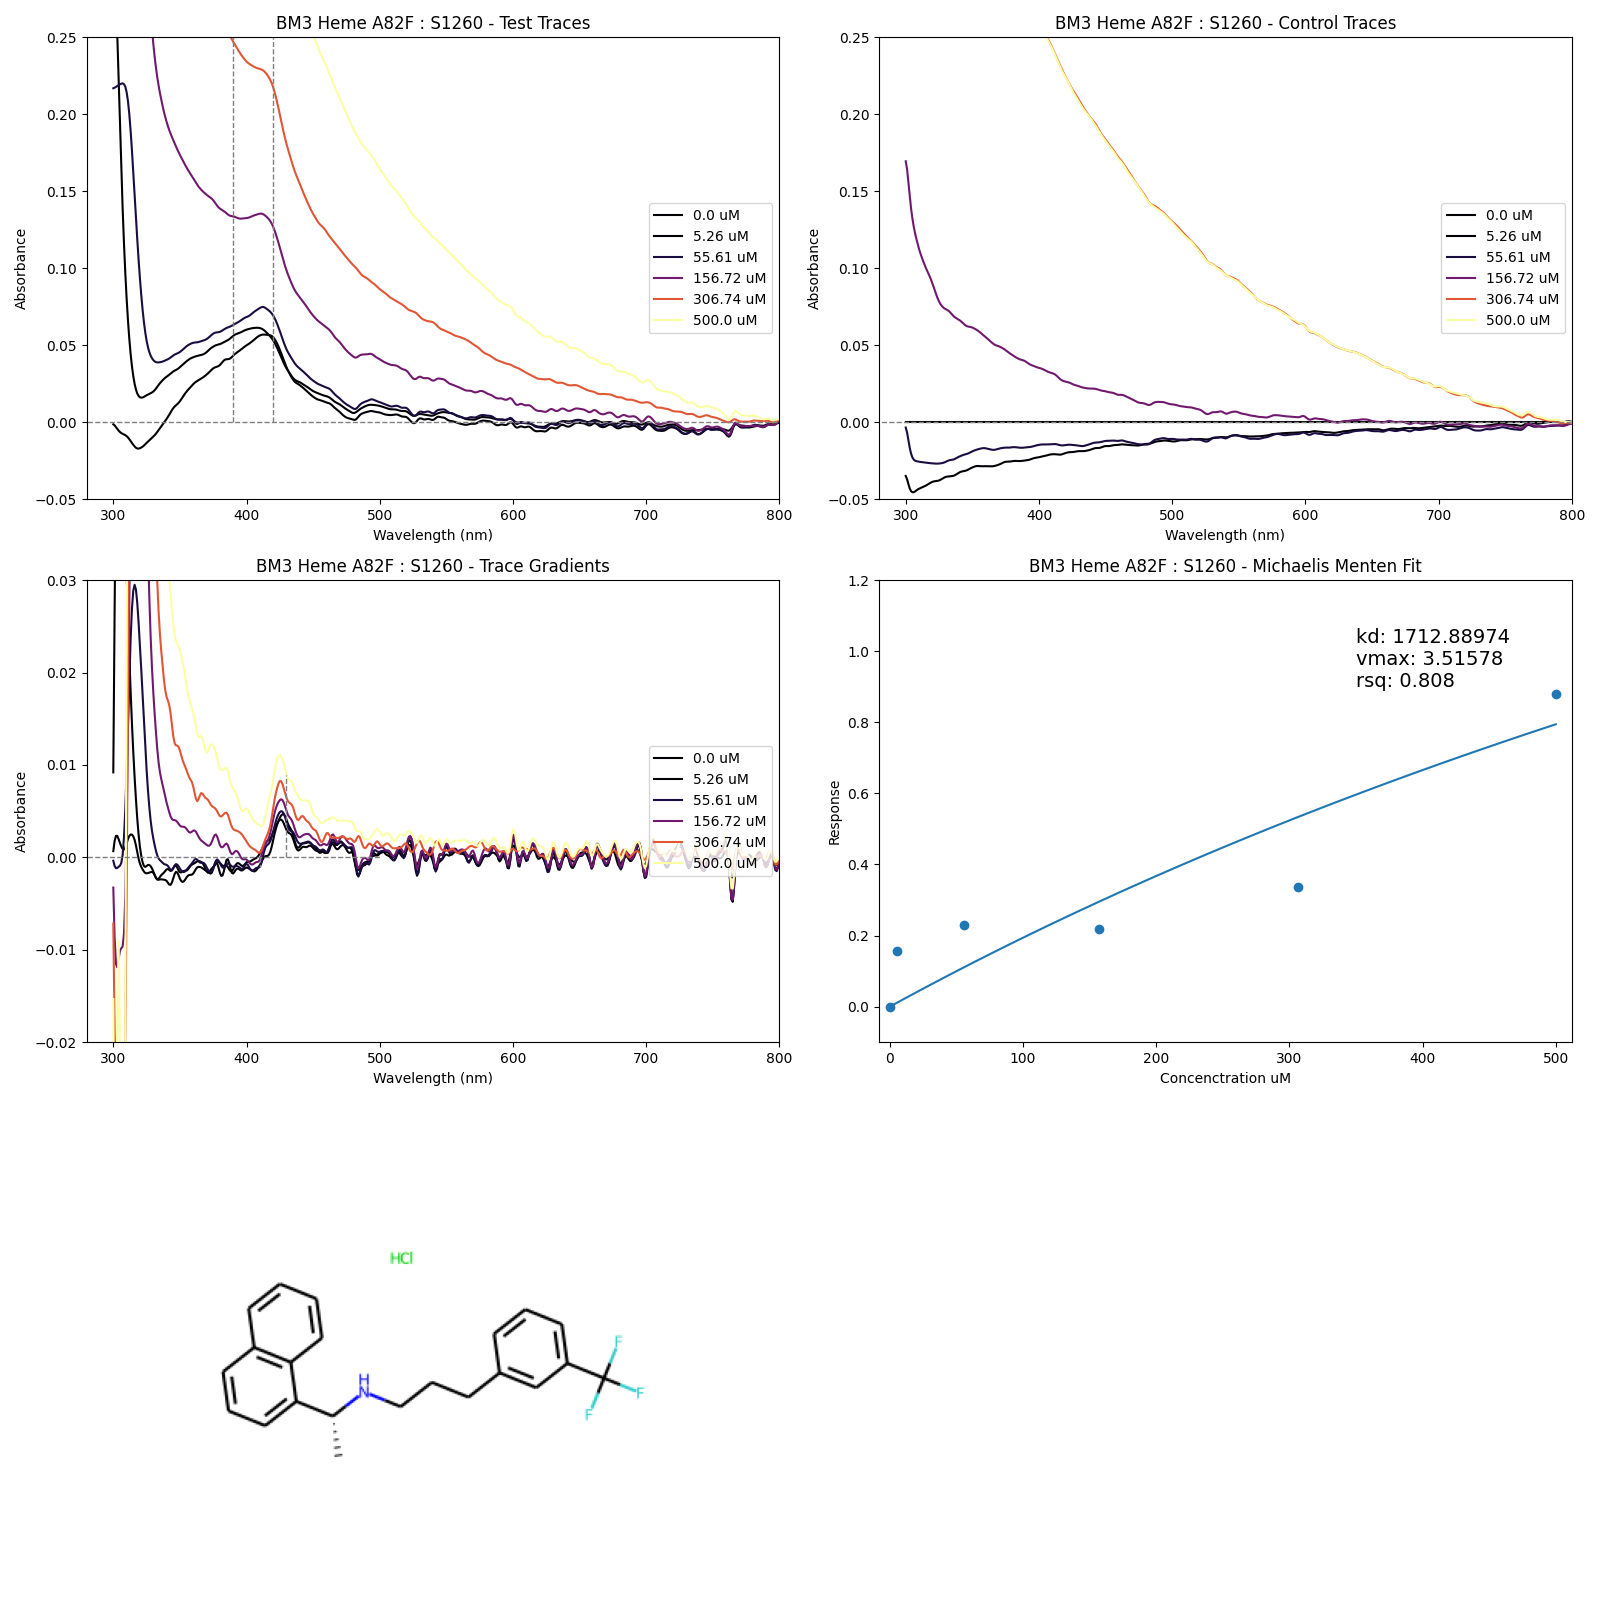 BM3 Heme A82F : S1260 - Test Traces
0.25
0.20
0.15
0.10
0.05
0.00
−0.05
Absorbance
300 400 500 600 700 800
Wavelength (nm)
0.0 uM
5.26 uM
55.61 uM
156.72 uM
306.74 uM
500.0 uM
BM3 Heme A82F : S1260 - Control Traces
0.25
0.20
0.15
0.10
0.05
0.00
−0.05
Absorbance
300 400 500 600 700 800
Wavelength (nm)
0.0 uM
5.26 uM
55.61 uM
156.72 uM
306.74 uM
500.0 uM
BM3 Heme A82F : S1260 - Trace Gradients
0.03
0.02
0.01
0.00
−0.01
−0.02
Absorbance
300 400 500 600 700 800
Wavelength (nm)
0.0 uM
5.26 uM
55.61 uM
156.72 uM
306.74 uM
500.0 uM
BM3 Heme A82F : S1260 - Michaelis Menten Fit
1.2
1.0
0.8
0.6
0.4
0.2
0.0
Response
0 100 200 300 400 500
Concenctration uM
kd: 1712.88974
vmax: 3.51578
rsq: 0.808
HCl
H
N
F
F
F